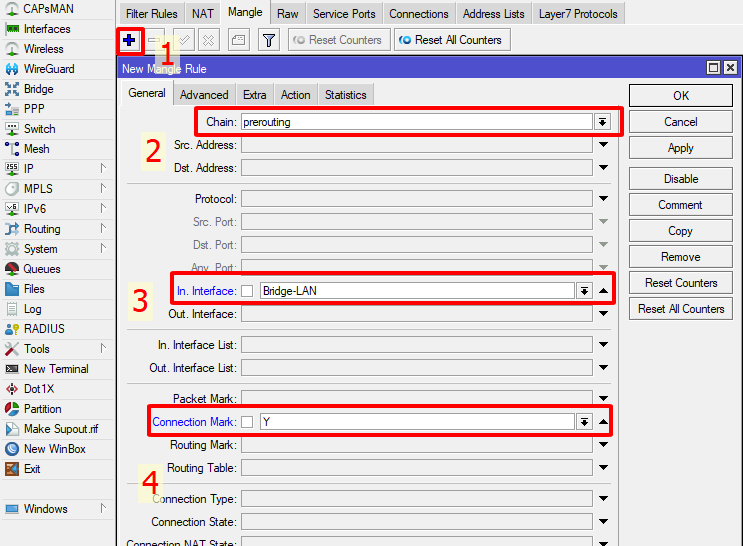 CAPsMAN
Interfaces
Wireless
WireGuard
Bridge
PPP
Switch
Mesh
IP
MPLS
IPv6
Routing
System
Queues
Files
Log
RADIUS
Tools
New Terminal
Dot1X
Partition
Make Supout.rif
New WinBox
Exit
Windows
Filter Rules NAT Mangle Raw Service Ports Connections Address Lists Layer7 Protocols
1 Reset Counters Reset All Counters
New Mangle Rule
General Advanced Extra Action Statistics
Chain: prerouting
2
Src. Address:
Dst. Address:
Protocol:
Src. Port:
Dst. Port:
Any. Port:
3
In. Interface: Bridge-LAN
Out. Interface:
In. Interface List:
Out. Interface List:
Packet Mark:
Connection Mark: Y
Routing Mark:
Routing Table:
4
Connection Type:
Connection State:
Connection NAT State:
OK
Cancel
Apply
Disable
Comment
Copy
Remove
Reset Counters
Reset All Counters